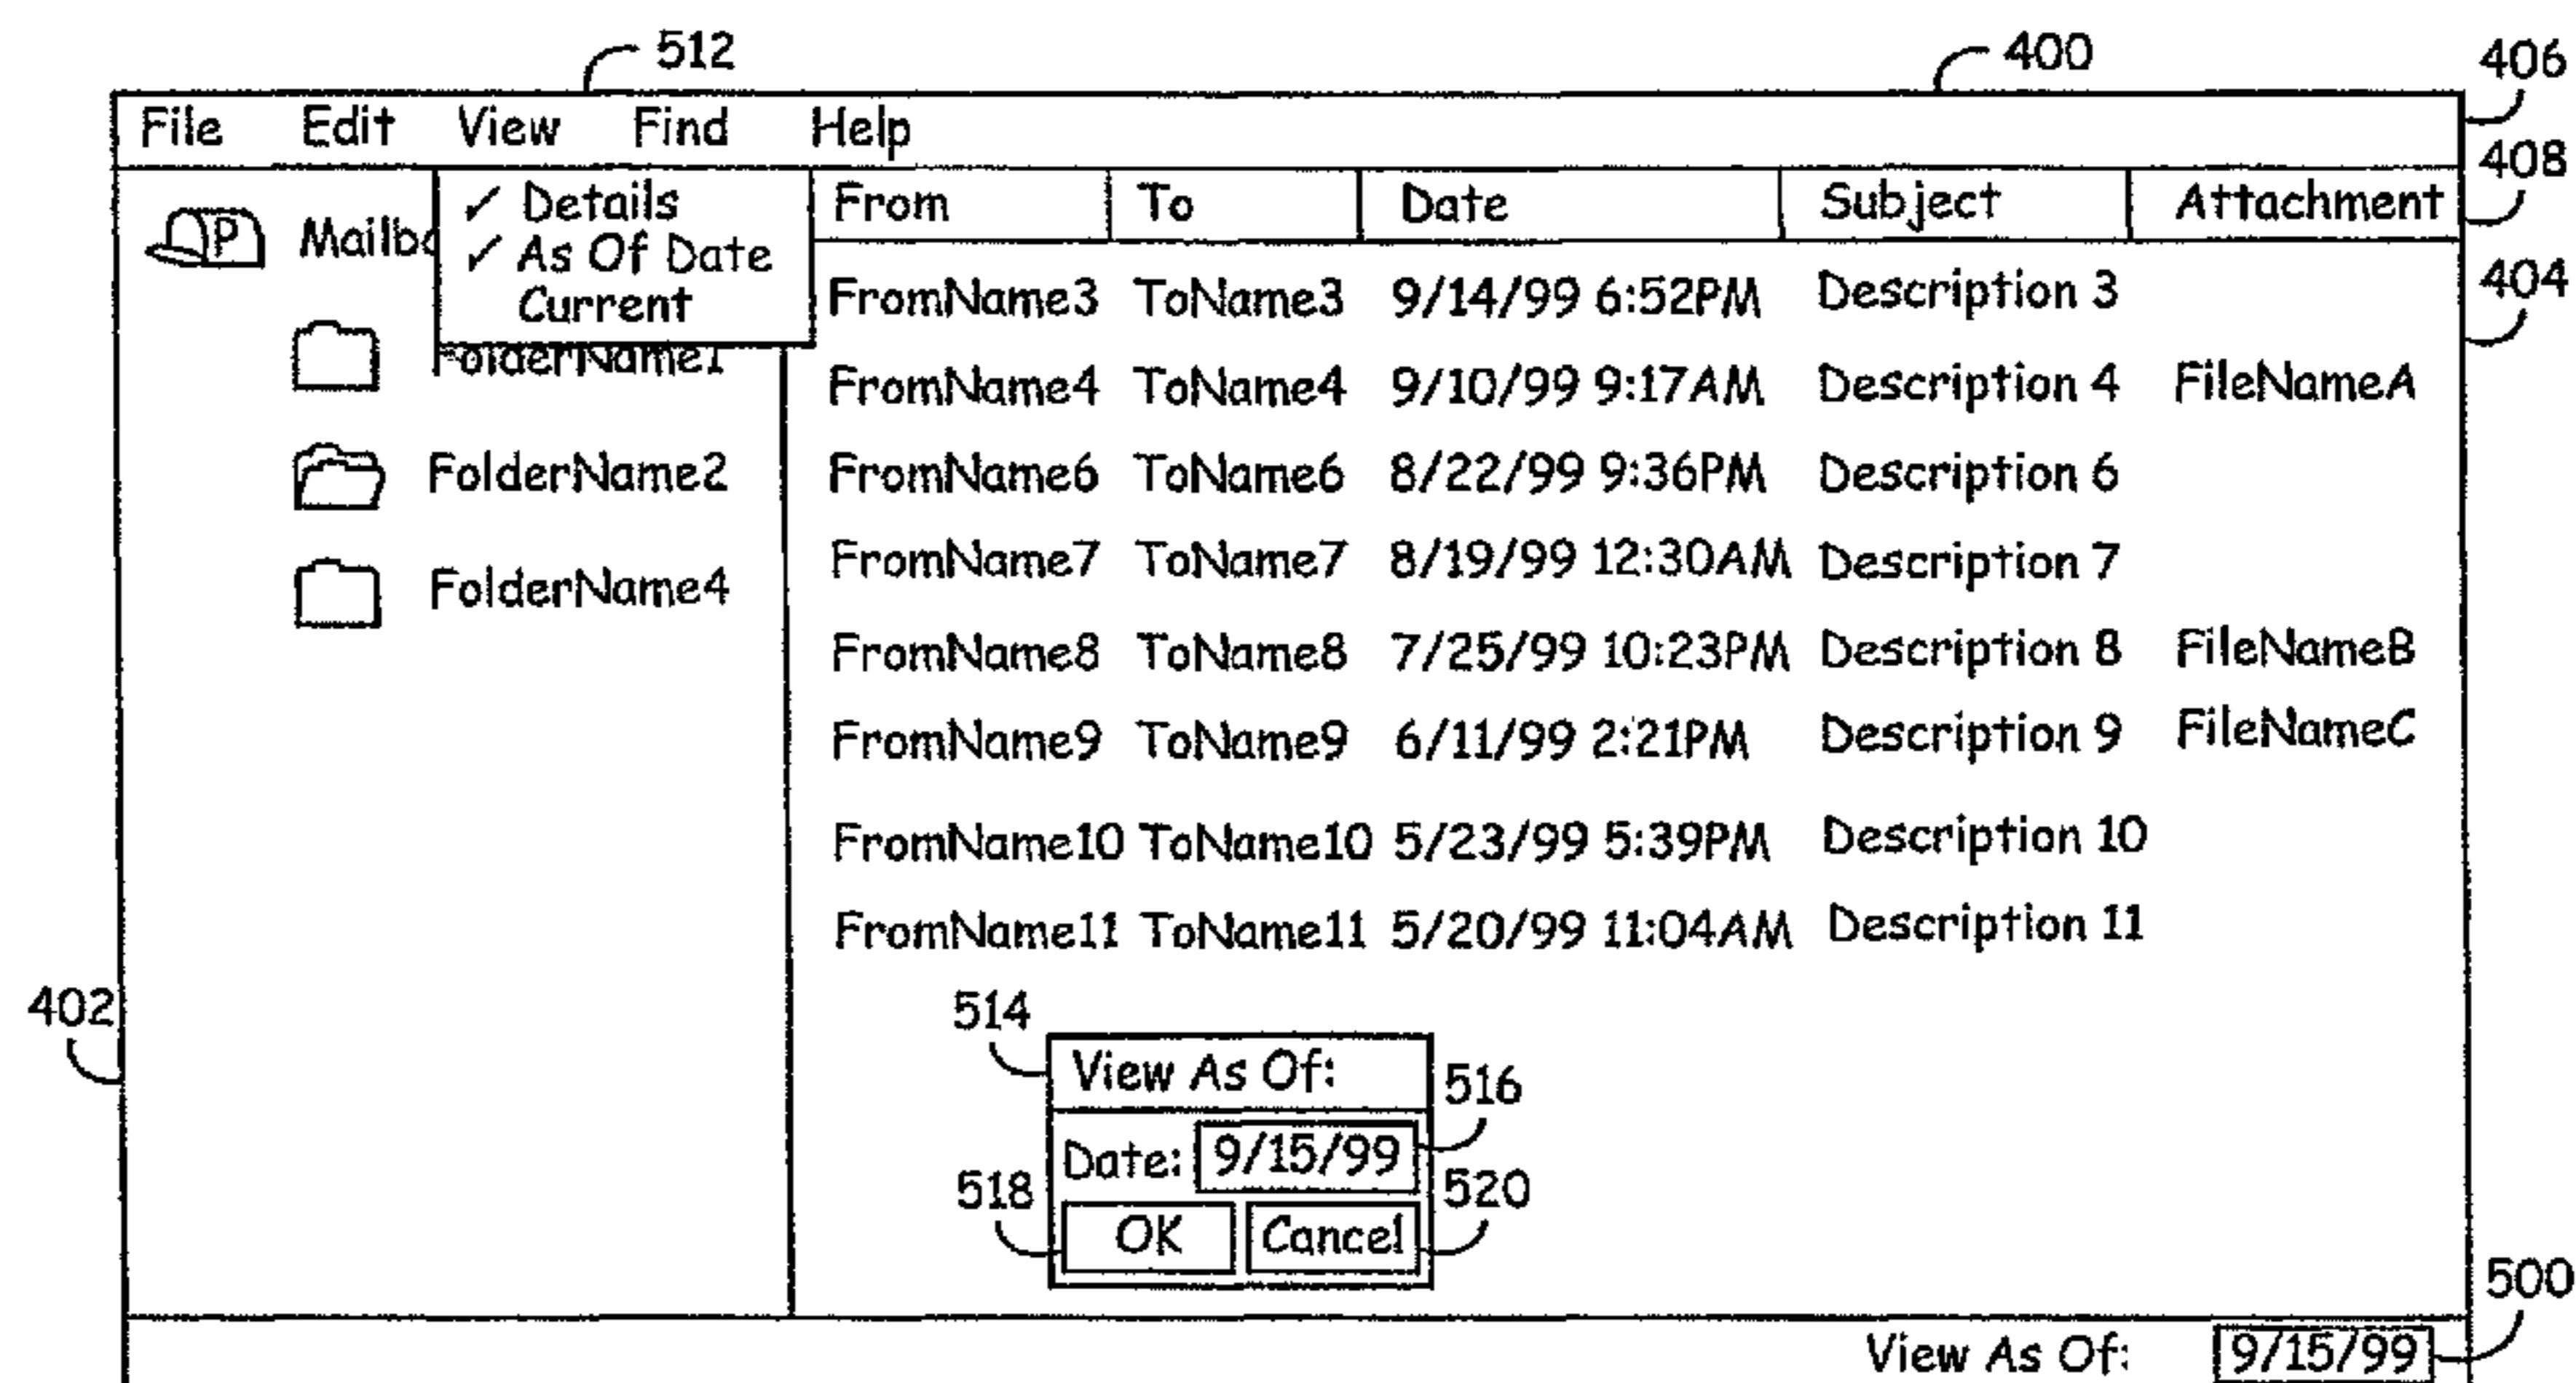 512 400 406
File Edit View Find Help
408
✓ Details From To Date Subject Attachment
Mailbo ✓ As Of Date
P
Current FromName3 ToName3 9/14/99 6:52PM Description 3 404
FolderName1 FromName4 ToName4 9/10/99 9:17AM Description 4 FileNameA
FolderName2 FromName6 ToName6 8/22/99 9:36PM Description 6
FromName7 ToName7 8/19/99 12:30AM Description 7
FolderName4
FromName8 ToName8 7/25/99 10:23PM Description 8 FileNameB
FromName9 ToName9 6/11/99 2:21PM Description 9 FileNameC
FromName10 ToName10 5/23/99 5:39PM Description 10
FromName11 ToName11 5/20/99 11:04AM Description 11
402 514
View As Of: 516
Date: 9/15/99
518 OK Cancel 520
500
View As Of: 9/15/99